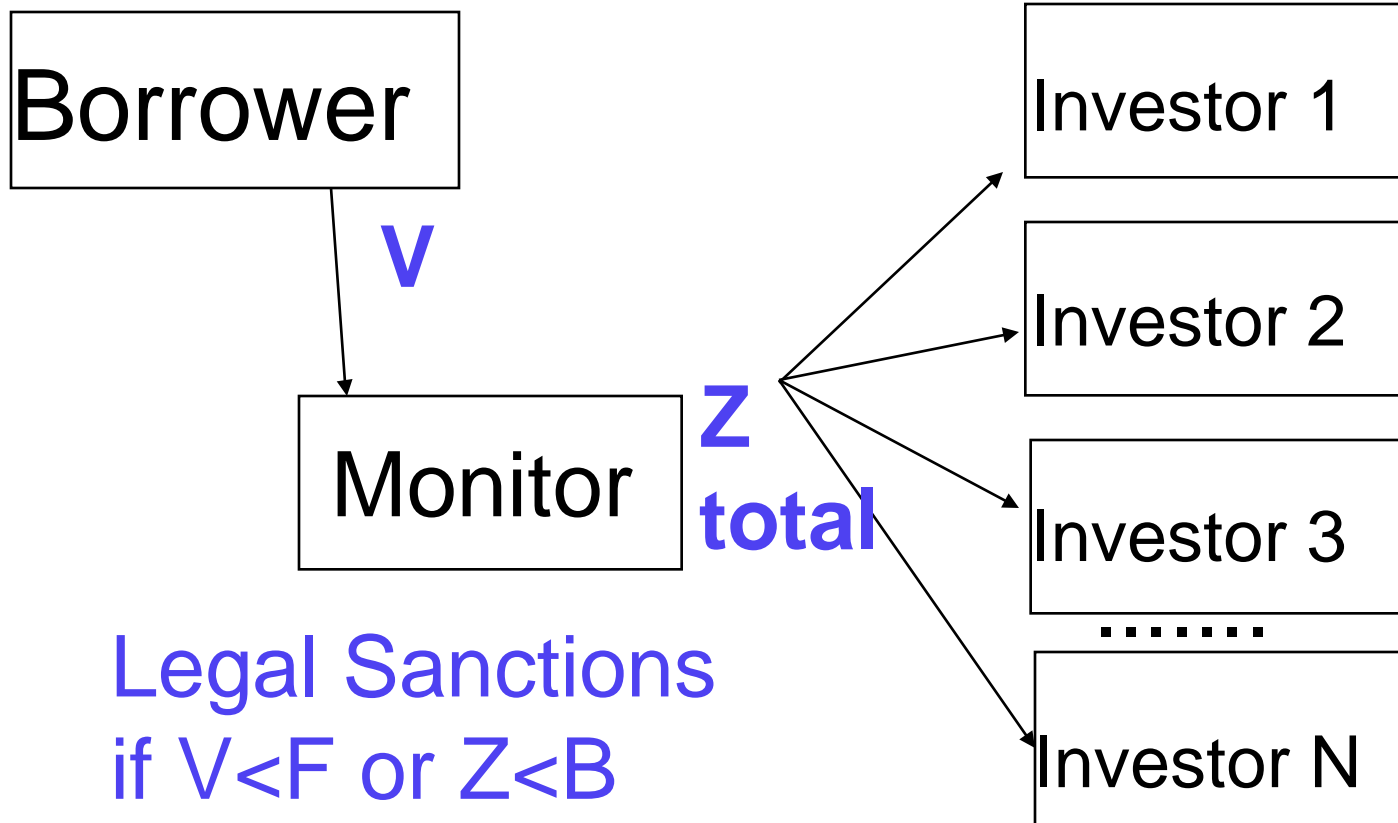 Borrower
V
Monitor
Z
total
Investor 1
Investor 2
Investor 3
.......
Investor N
Legal Sanctions
if V<F or Z<B